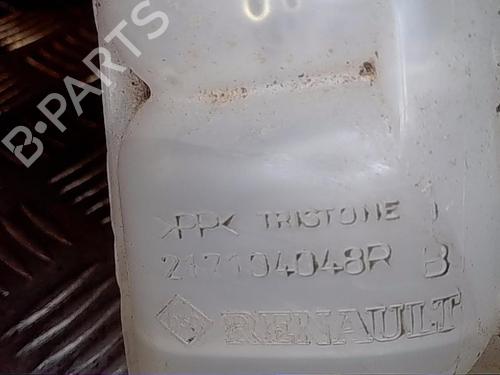 B-PARTS
>PP< TRISTONE
217104048R B
RENAULT